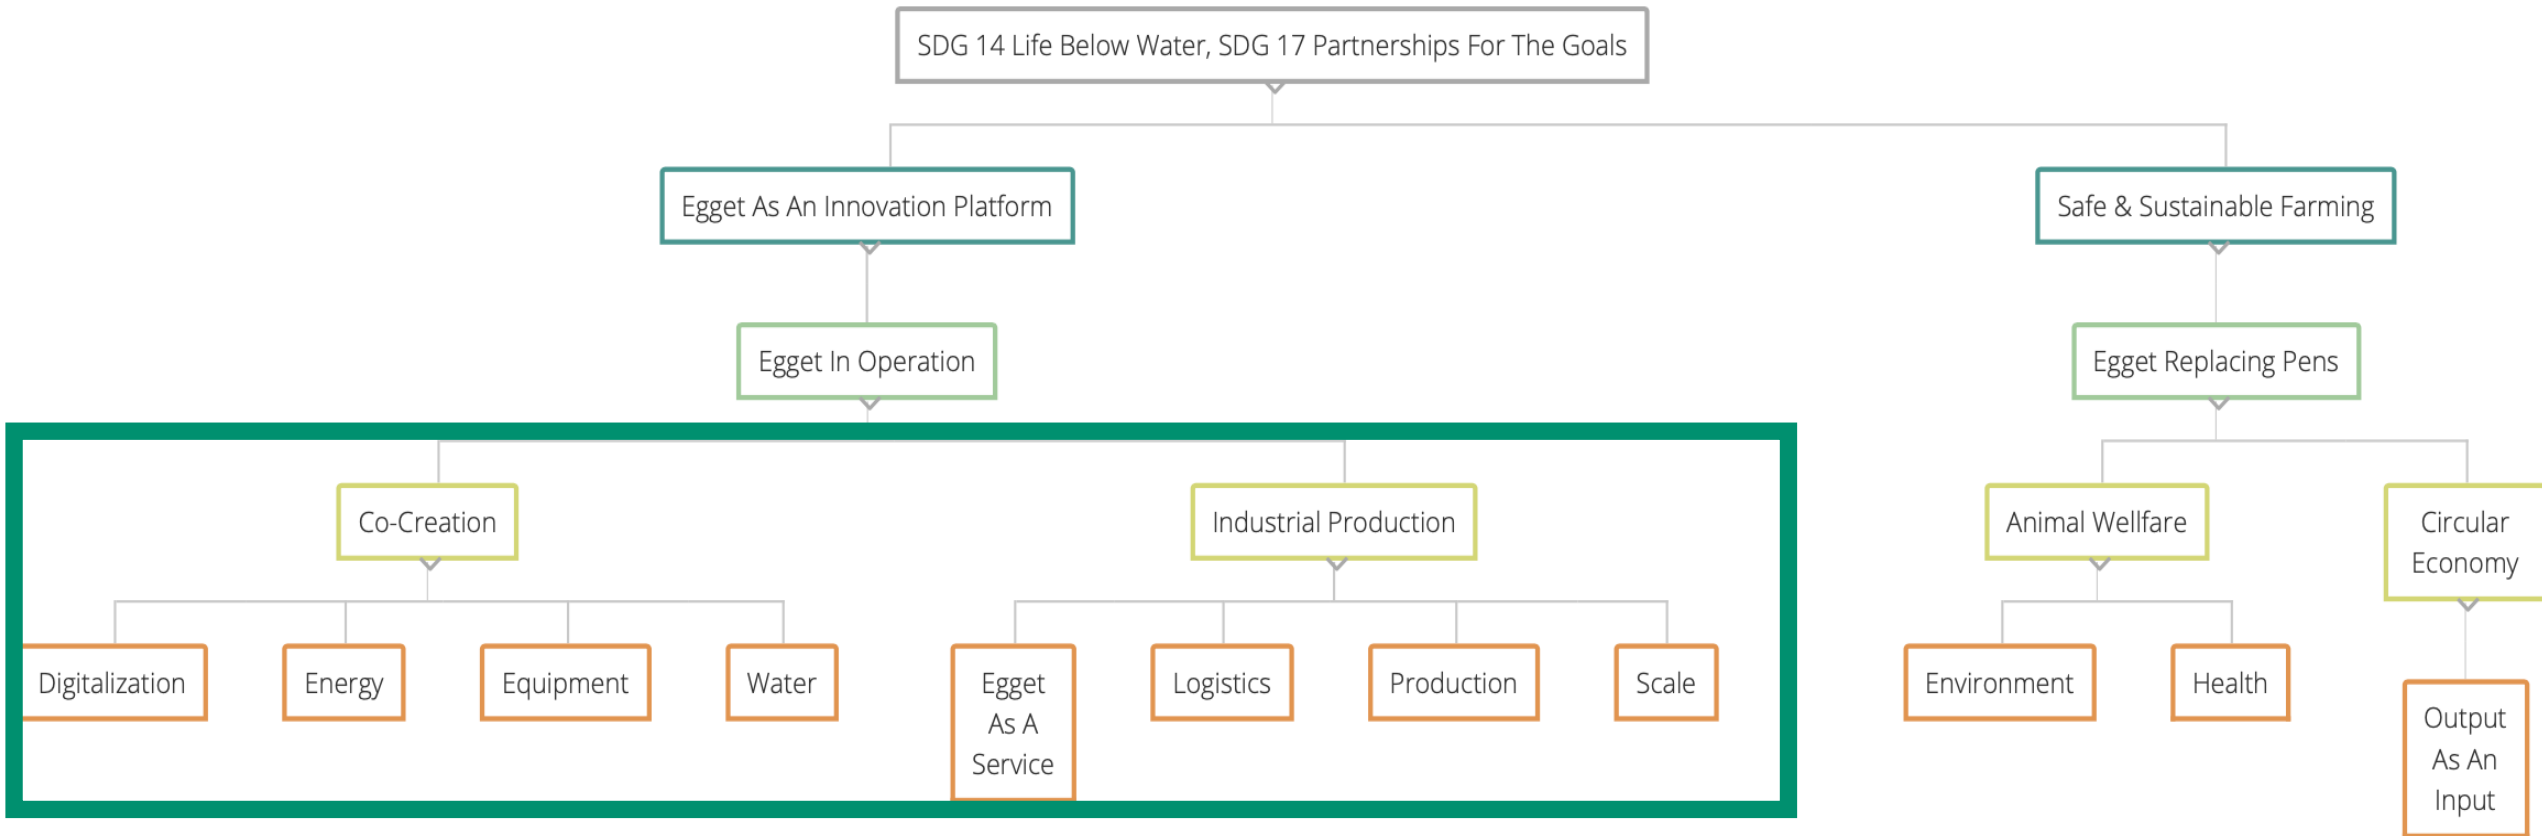 SDG 14 Life Below Water, SDG 17 Partnerships For The Goals
Egget As An Innovation Platform
Safe & Sustainable Farming
Egget In Operation
Egget Replacing Pens
Co-Creation
Industrial Production
Animal Wellfare
Circular
Economy
Digitalization
Energy
Equipment
Water
Egget
As A
Service
Logistics
Production
Scale
Environment
Health
Output
As An
Input